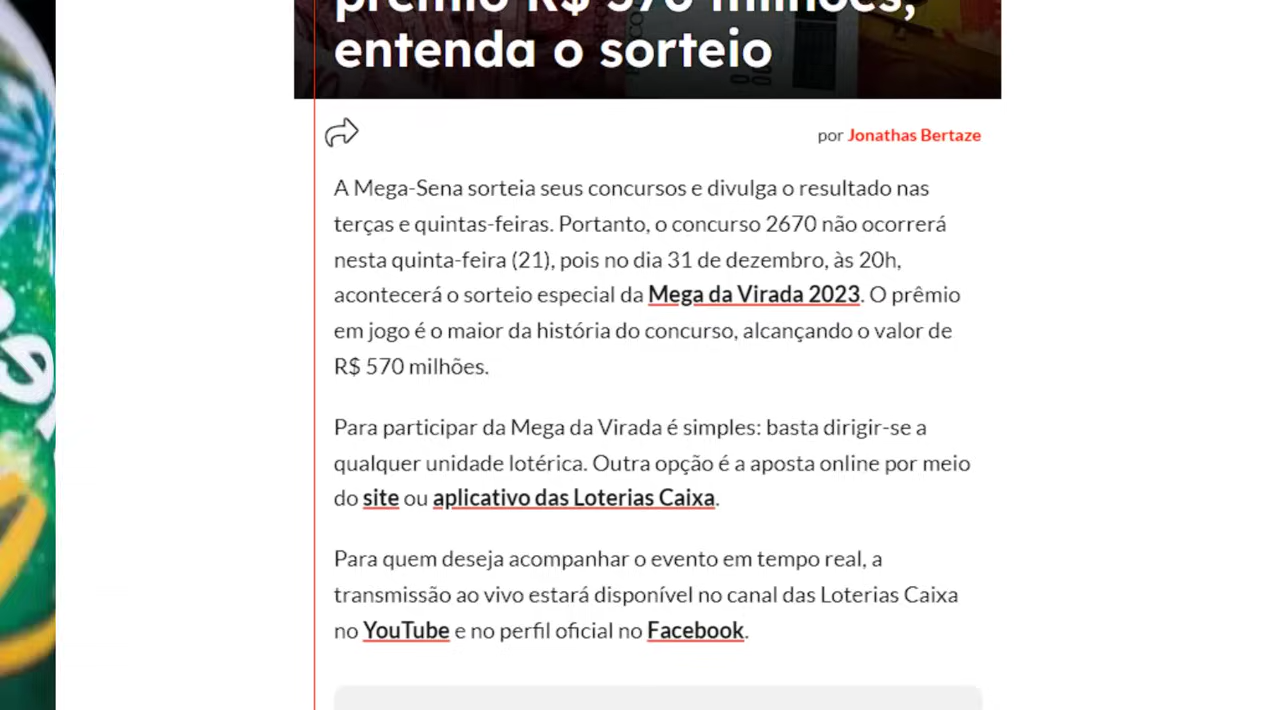 prêmio R$ 570 milhões,
entenda o sorteio
por Jonathas Bertaze
A Mega-Sena sorteia seus concursos e divulga o resultado nas
terças e quintas-feiras. Portanto, o concurso 2670 não ocorrerá
nesta quinta-feira (21), pois no dia 31 de dezembro, às 20h,
acontecerá o sorteio especial da Mega da Virada 2023. O prêmio
em jogo é o maior da história do concurso, alcançando o valor de
R$ 570 milhões.
Para participar da Mega da Virada é simples: basta dirigir-se a
qualquer unidade lotérica. Outra opção é a aposta online por meio
do site ou aplicativo das Loterias Caixa.
Para quem deseja acompanhar o evento em tempo real, a
transmissão ao vivo estará disponível no canal das Loterias Caixa
no YouTube e no perfil oficial no Facebook.